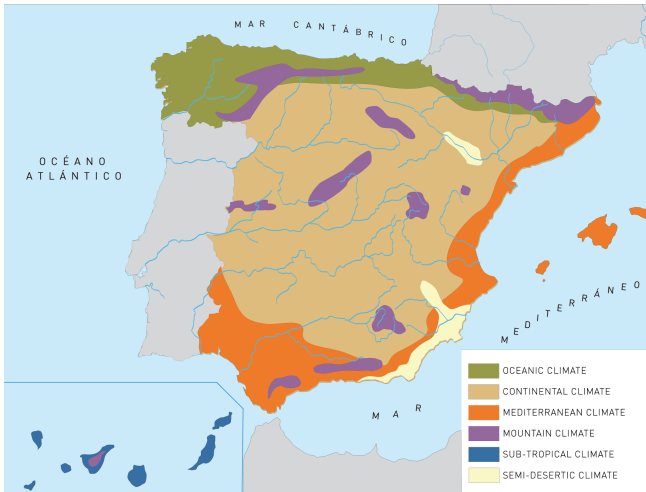 MAR CANTÁBRICO
OCÉANO
ATLÁNTICO
MEDITERRÁNEO
MAR
OCEANIC CLIMATE
CONTINENTAL CLIMATE
MEDITERRANEAN CLIMATE
MOUNTAIN CLIMATE
SUB-TROPICAL CLIMATE
SEMI-DESERTIC CLIMATE